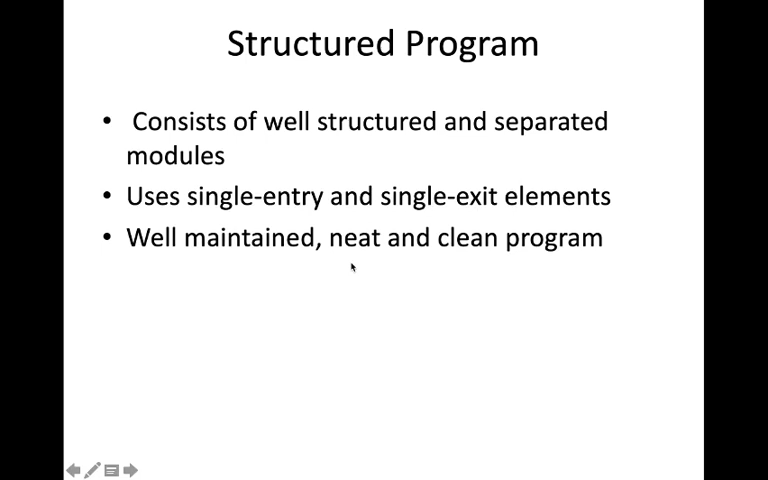 Structured Program
• Consists of well structured and separated
modules
• Uses single-entry and single-exit elements
• Well maintained, neat and clean program